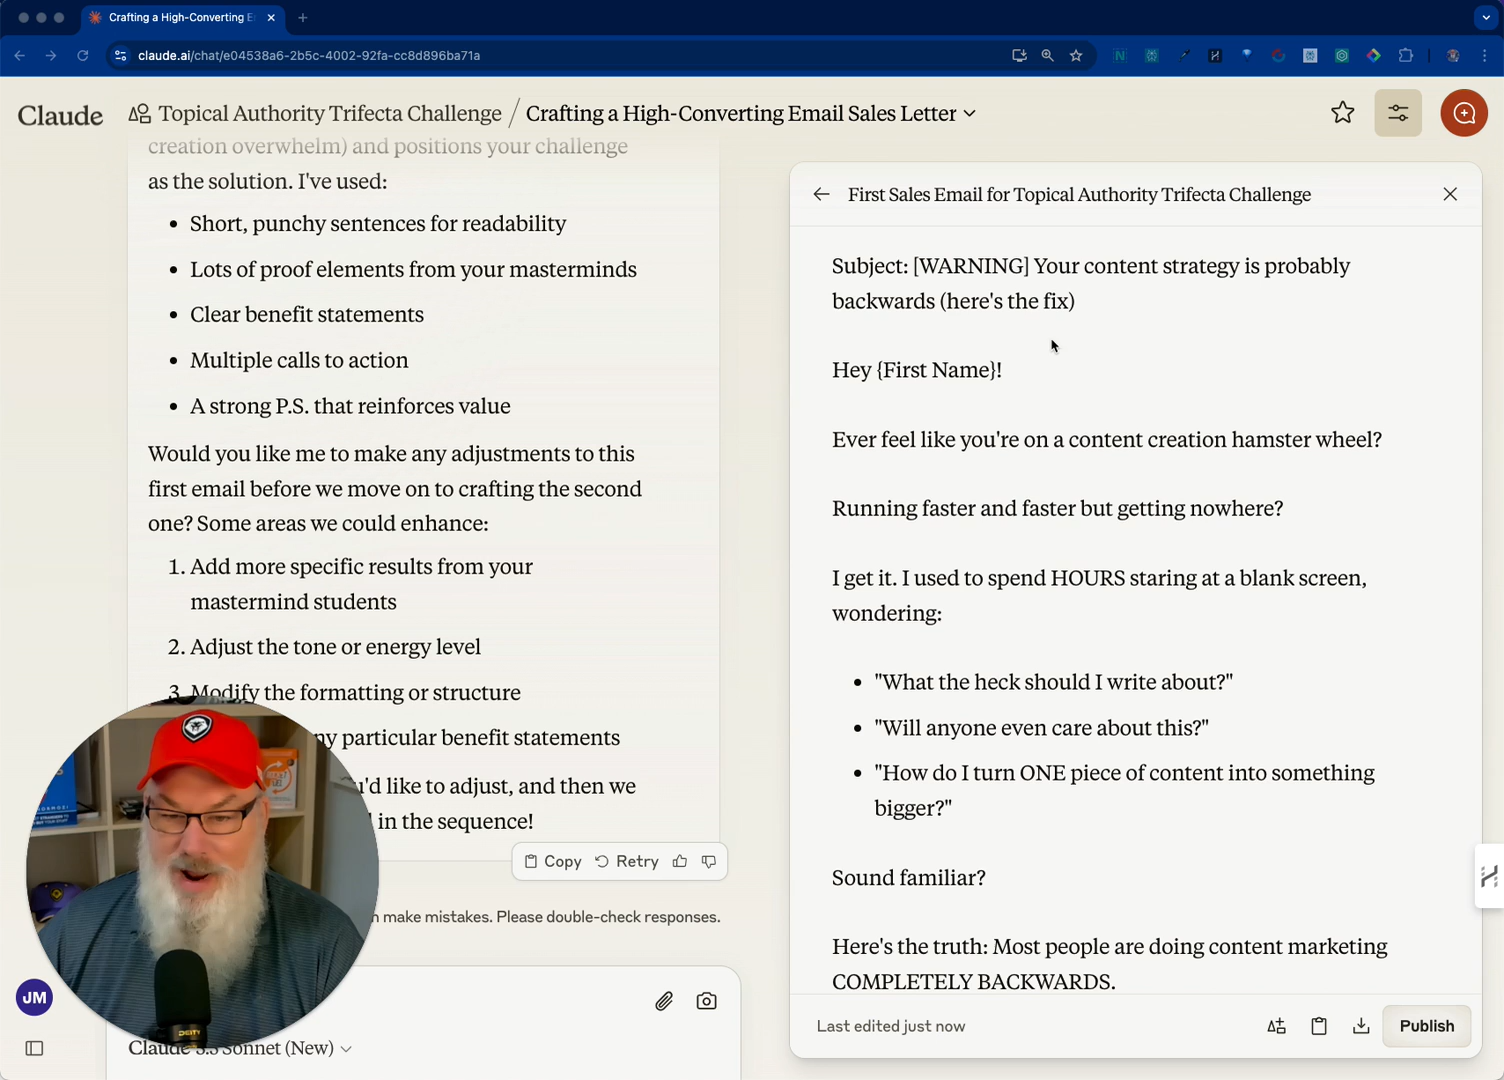 Crafting a High-Converting E
claude.ai/chat/e04538a6-2b5c-4002-92fa-cc8d896ba71a
Claude
Topical Authority Trifecta Challenge / Crafting a High-Converting Email Sales Letter
creation overwhelm) and positions your challenge
as the solution. I've used:
• Short, punchy sentences for readability
• Lots of proof elements from your masterminds
• Clear benefit statements
• Multiple calls to action
• A strong P.S. that reinforces value
Would you like me to make any adjustments to this
first email before we move on to crafting the second
one? Some areas we could enhance:
1. Add more specific results from your
mastermind students
2. Adjust the tone or energy level
3. Modify the formatting or structure
ny particular benefit statements
u'd like to adjust, and then we
in the sequence!
Copy
Retry
n make mistakes. Please double-check responses.
JM
DEITY
Claude 3.5 Sonnet (New)
First Sales Email for Topical Authority Trifecta Challenge
Subject: [WARNING] Your content strategy is probably
backwards (here's the fix)
Hey {First Name}!
Ever feel like you're on a content creation hamster wheel?
Running faster and faster but getting nowhere?
I get it. I used to spend HOURS staring at a blank screen,
wondering:
• "What the heck should I write about?"
• "Will anyone even care about this?"
• "How do I turn ONE piece of content into something
bigger?"
Sound familiar?
Here's the truth: Most people are doing content marketing
COMPLETELY BACKWARDS.
Last edited just now
Publish